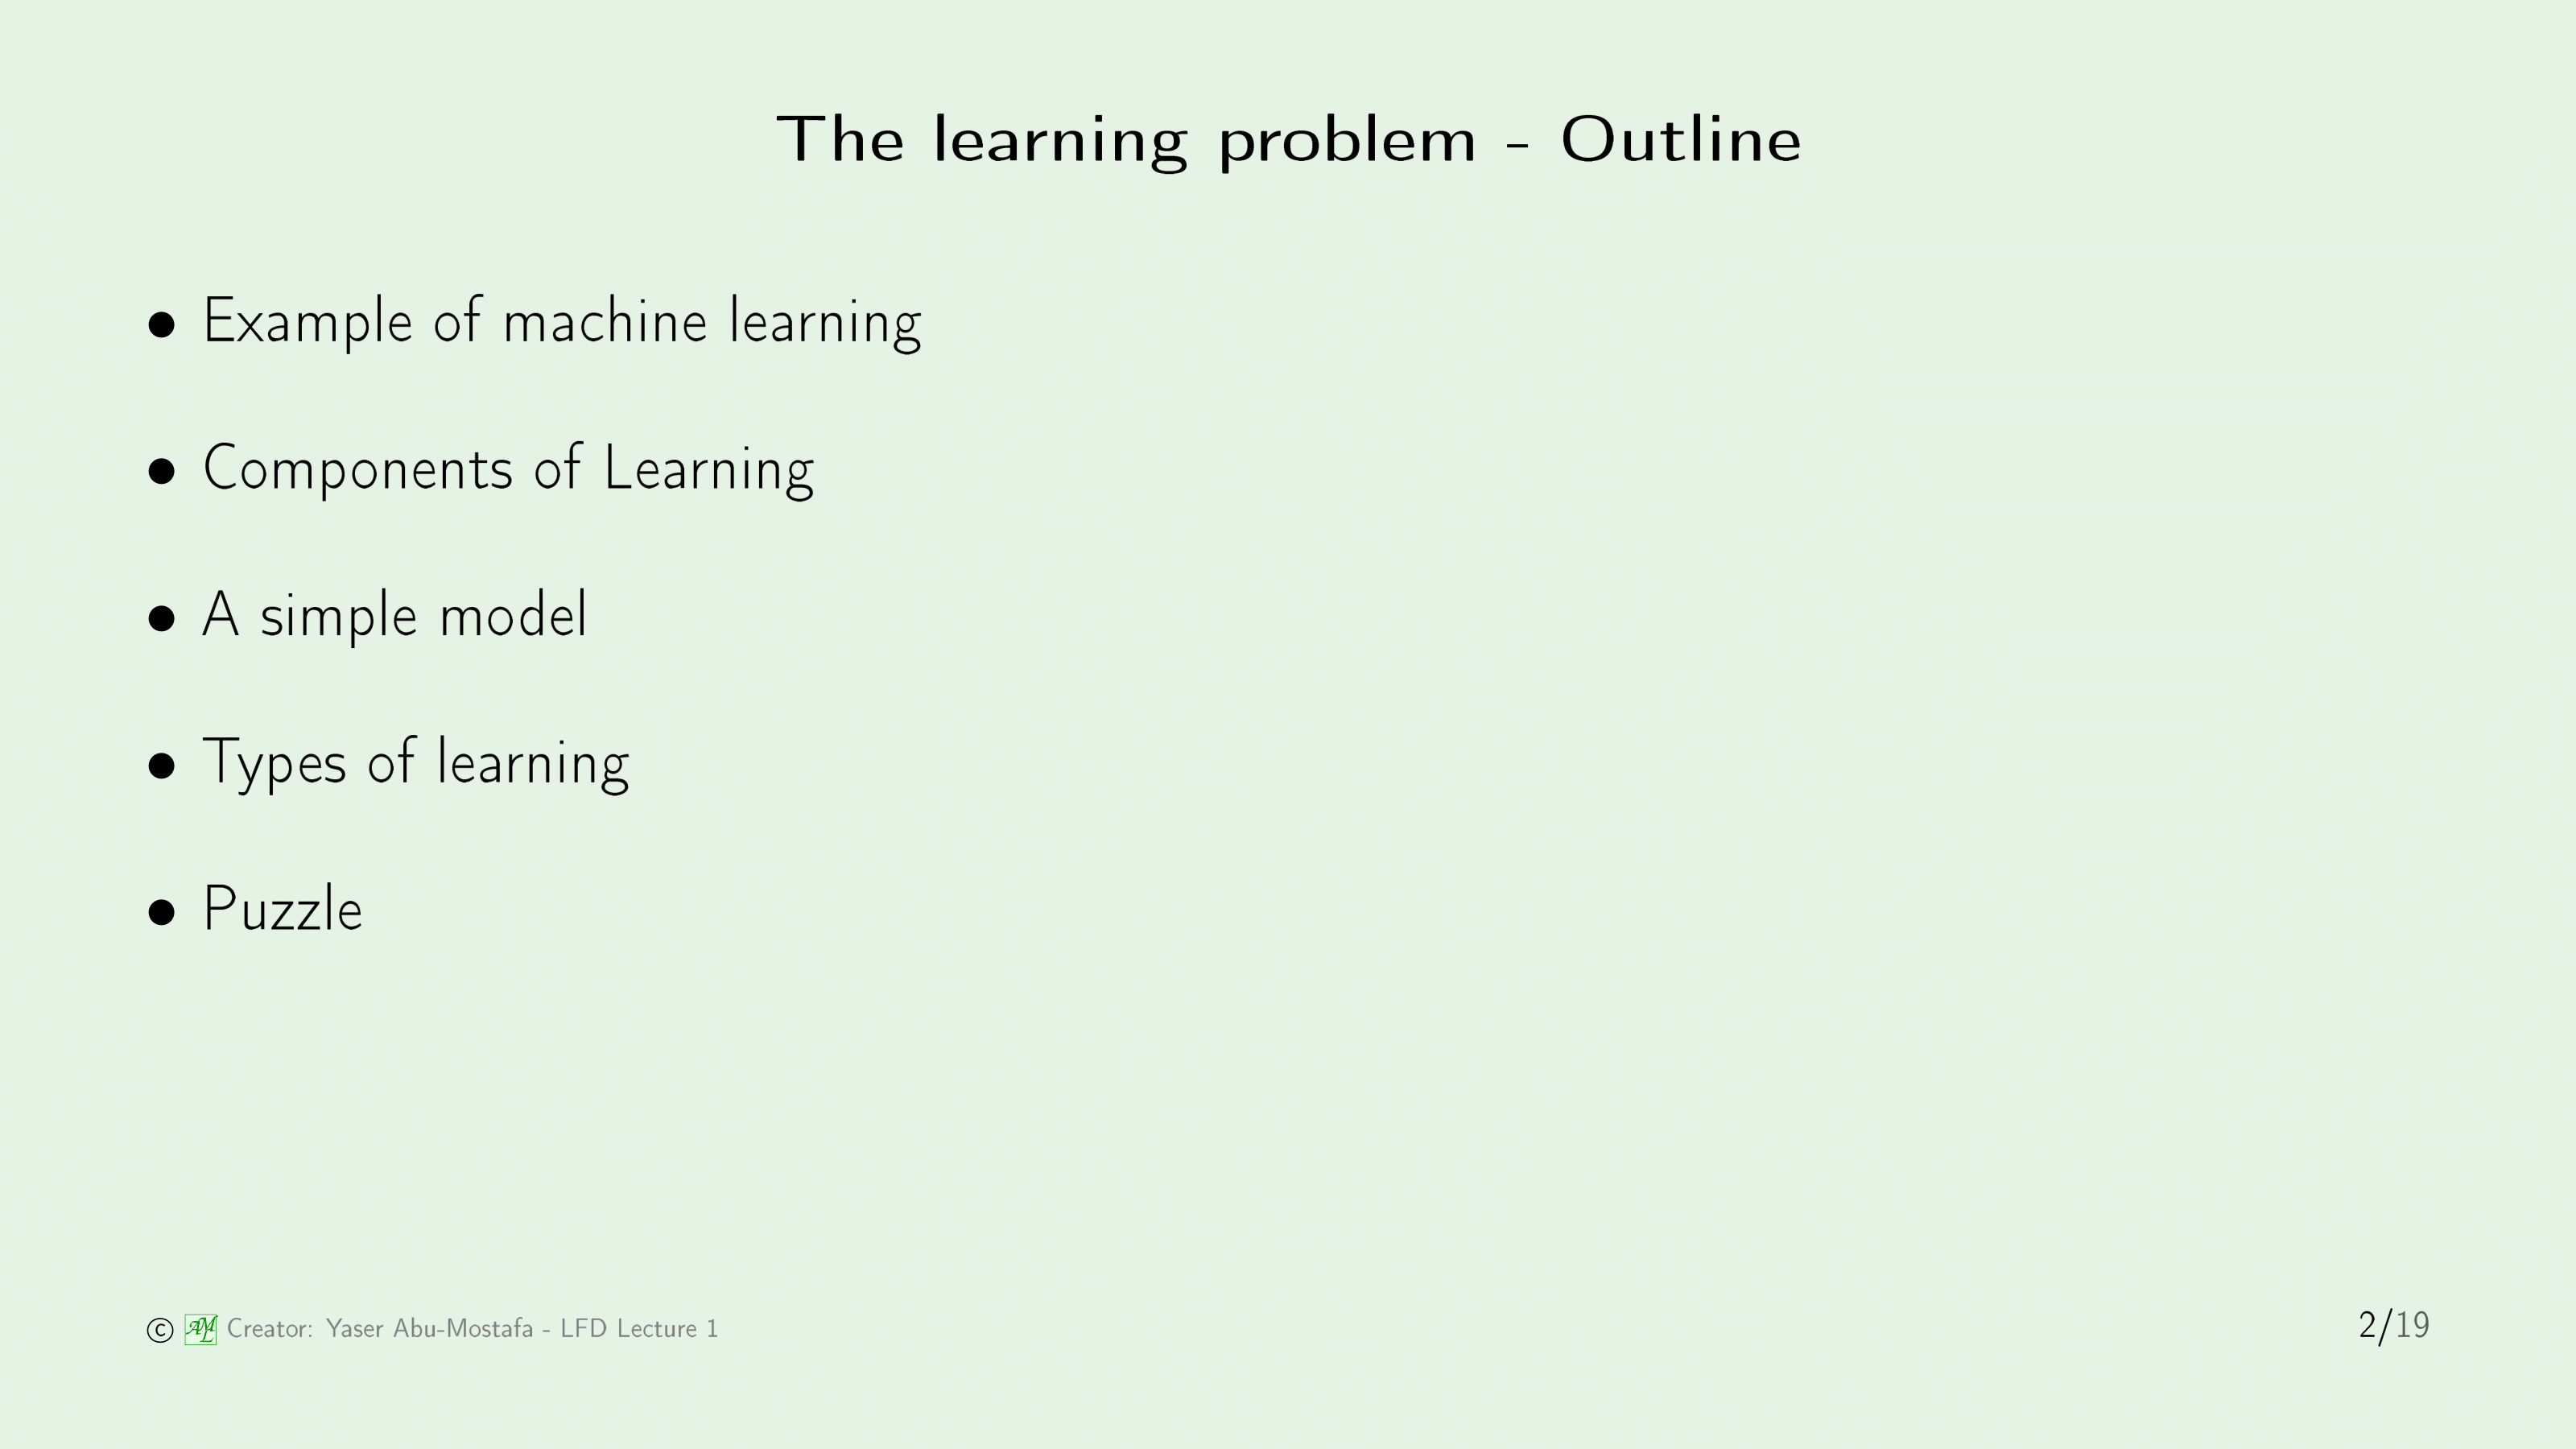 The learning problem - Outline
• Example of machine learning
• Components of Learning
• A simple model
• Types of learning
• Puzzle
© AML Creator: Yaser Abu-Mostafa - LFD Lecture 1
2/19